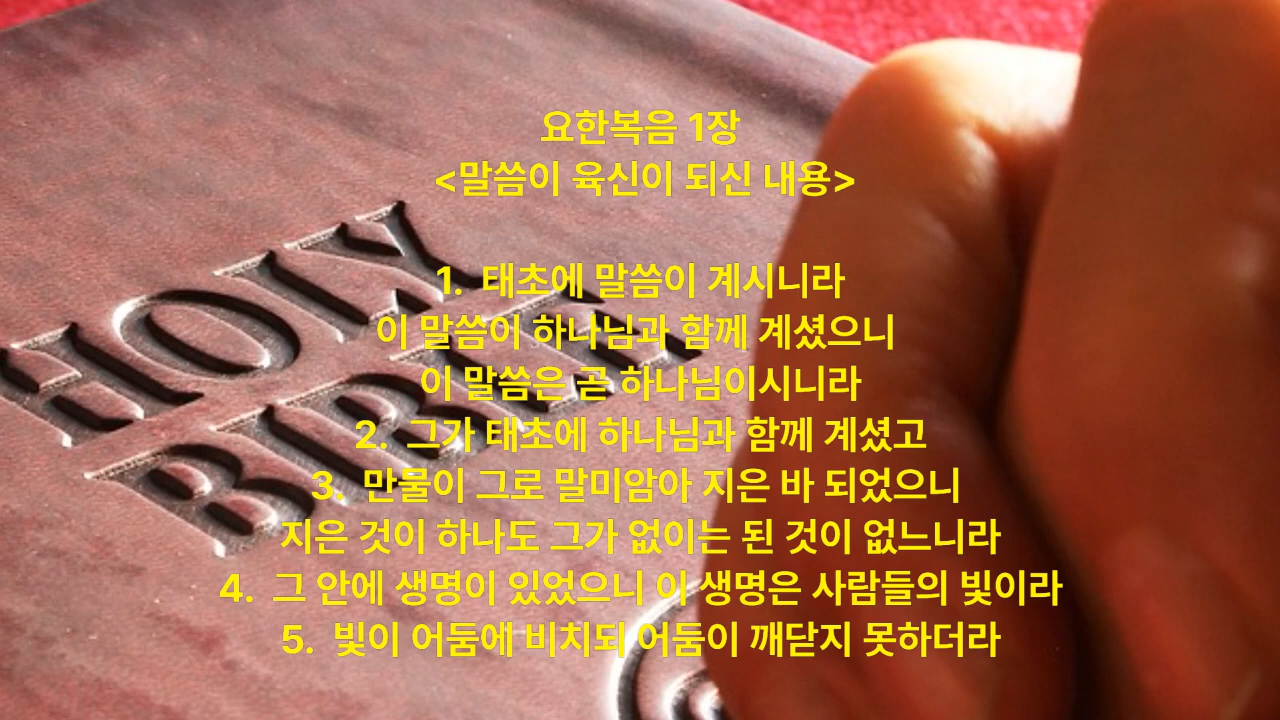 요한복음 1장
<말씀이 육신이 되신 내용>
1. 태초에 말씀이 계시니라
이 말씀이 하나님과 함께 계셨으니
이 말씀은 곧 하나님이시니라
2. 그가 태초에 하나님과 함께 계셨고
3. 만물이 그로 말미암아 지은 바 되었으니
지은 것이 하나도 그가 없이는 된 것이 없느니라
4. 그 안에 생명이 있었으니 이 생명은 사람들의 빛이라
5. 빛이 어둠에 비치되 어둠이 깨닫지 못하더라
HOLY
BIBLE